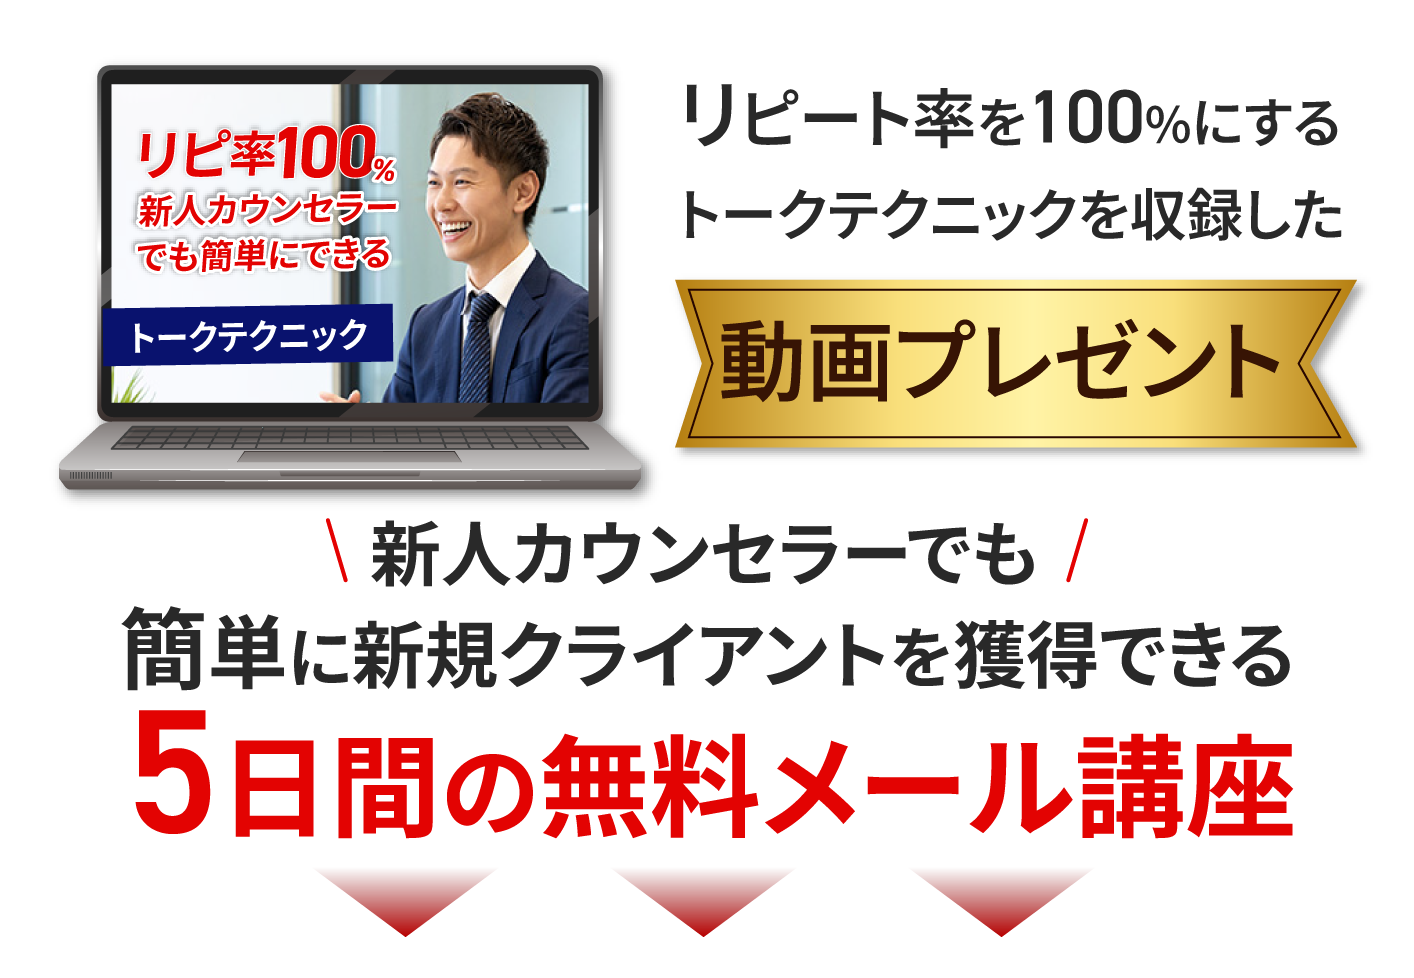 リピ率100%
新人カウンセラー
でも簡単にできる
トークテクニック
リピート率を100%にする
トークテクニックを収録した
動画プレゼント
\ 新人カウンセラーでも /
簡単に新規クライアントを獲得できる
5日間の無料メール講座